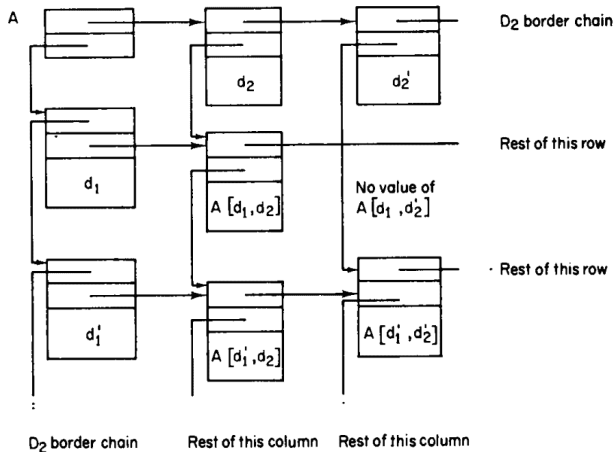 A
D₂ border chain
d₂
d₂'
Rest of this row
d₁
A [d₁, d₂]
No value of
A [d₁, d₂']
Rest of this row
d₁'
A [d₁', d₂]
A [d₁', d₂']
D₂ border chain
Rest of this column
Rest of this column